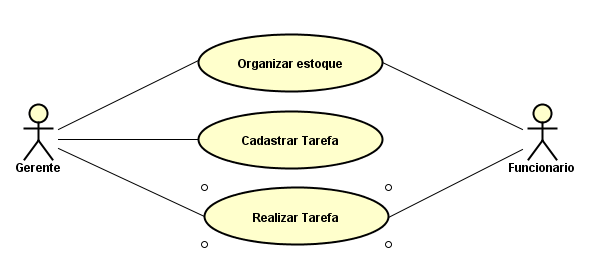 Organizar estoque
Cadastrar Tarefa
Gerente
Funcionario
Realizar Tarefa